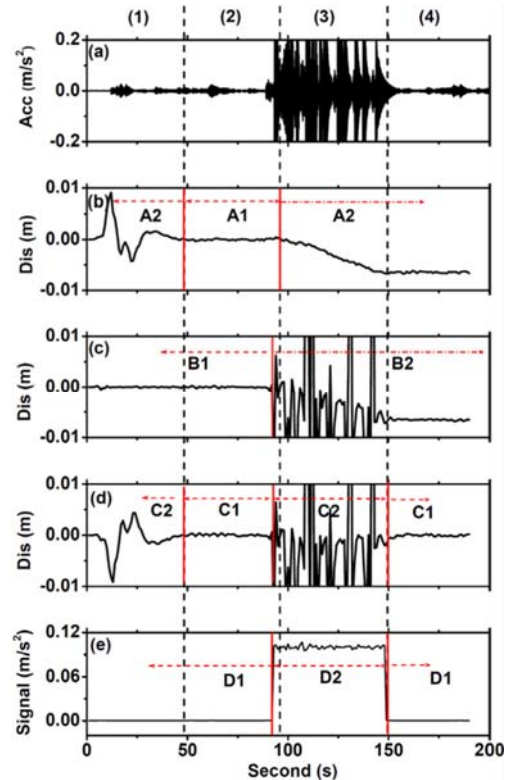 (1) (2) (3) (4)
(a)
0.2
0.0
-0.2
Acc (m/s²)
(b)
0.01
0.00
-0.01
Dis (m)
A2 A1 A2
(c)
0.01
0.00
-0.01
Dis (m)
B1 B2
(d)
0.01
0.00
-0.01
Dis (m)
C2 C1 C2 C1
(e)
0.12
0.06
0.00
Signal (m/s²)
D1 D2 D1
0 50 100 150 200
Second (s)